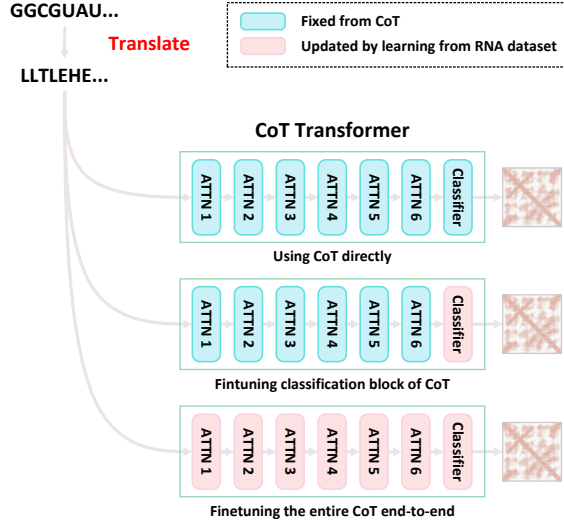 GGCGUAU...
Translate
LLTLEHE...
Fixed from CoT
Updated by learning from RNA dataset
CoT Transformer
ATTN 1
ATTN 2
ATTN 3
ATTN 4
ATTN 5
ATTN 6
Classifier
Using CoT directly
ATTN 1
ATTN 2
ATTN 3
ATTN 4
ATTN 5
ATTN 6
Classifier
Fintuning classification block of CoT
ATTN 1
ATTN 2
ATTN 3
ATTN 4
ATTN 5
ATTN 6
Classifier
Finetuning the entire CoT end-to-end